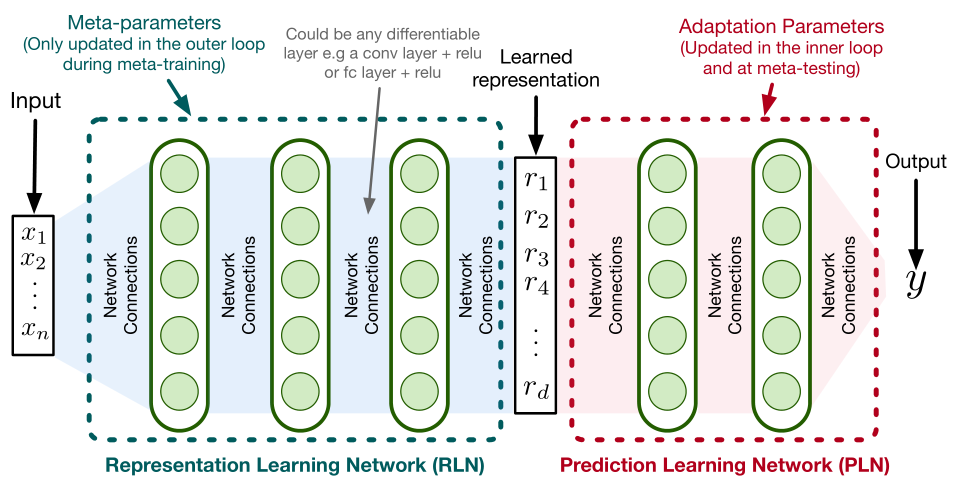 Meta-parameters
(Only updated in the outer loop
during meta-training)
Could be any differentiable
layer e.g a conv layer + relu
or fc layer + relu
Learned
representation
Adaptation Parameters
(Updated in the inner loop
and at meta-testing)
Input
Output
x_1
x_2
⋮
x_n
Network
Connections
Network
Connections
Network
Connections
Network
Connections
r_1
r_2
r_3
r_4
⋮
r_d
Network
Connections
Network
Connections
Network
Connections
y
Representation Learning Network (RLN)
Prediction Learning Network (PLN)